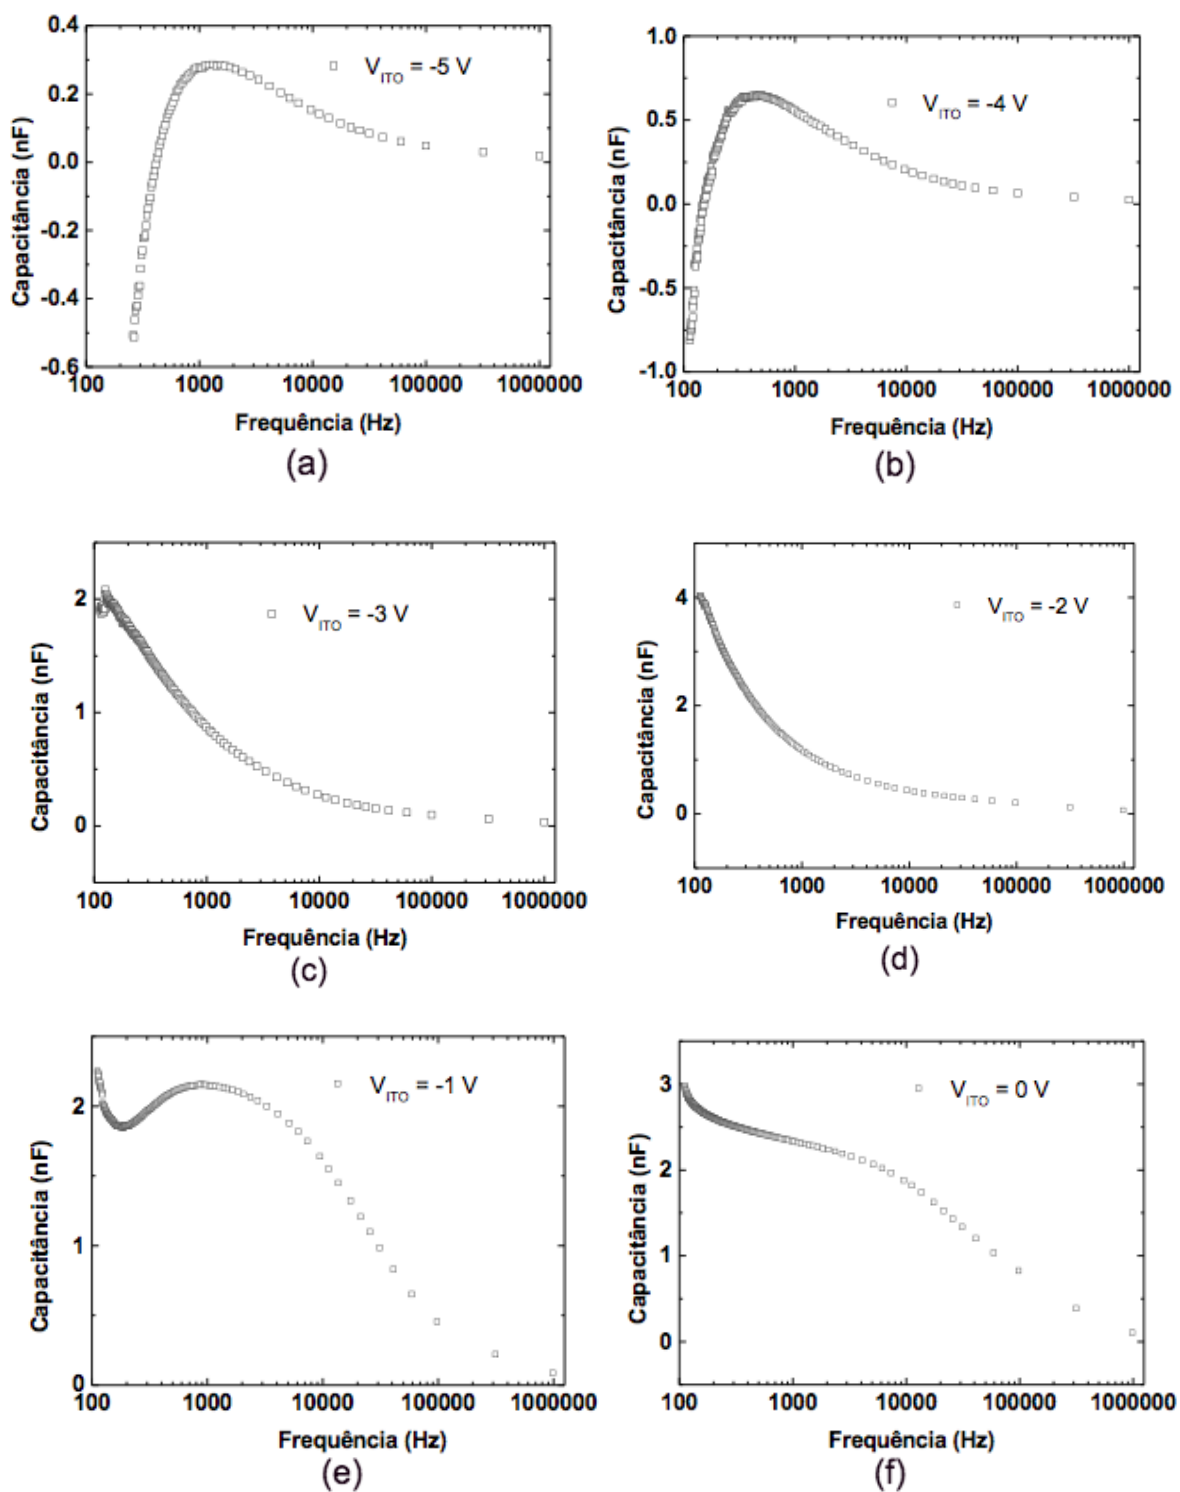 0.4
V_ITO = -5 V
0.2
0.0
-0.2
-0.4
-0.6
Capacitância (nF)
100 1000 10000 100000 1000000
Frequência (Hz)
(a)
1.0
V_ITO = -4 V
0.5
0.0
-0.5
-1.0
Capacitância (nF)
100 1000 10000 100000 1000000
Frequência (Hz)
(b)
2
V_ITO = -3 V
1
0
Capacitância (nF)
100 1000 10000 100000 1000000
Frequência (Hz)
(c)
4
V_ITO = -2 V
2
0
Capacitância (nF)
100 1000 10000 100000 1000000
Frequência (Hz)
(d)
2
V_ITO = -1 V
1
0
Capacitância (nF)
100 1000 10000 100000 1000000
Frequência (Hz)
(e)
3
V_ITO = 0 V
2
1
0
Capacitância (nF)
100 1000 10000 100000 1000000
Frequência (Hz)
(f)